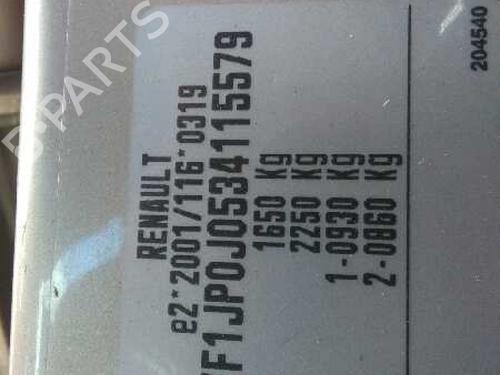 RENAULT
e2*2001/116*0319
VF1JP0J0534115579
1650 Kg
2250 Kg
1-0930 Kg
2-0860 Kg
204540
B-PARTS